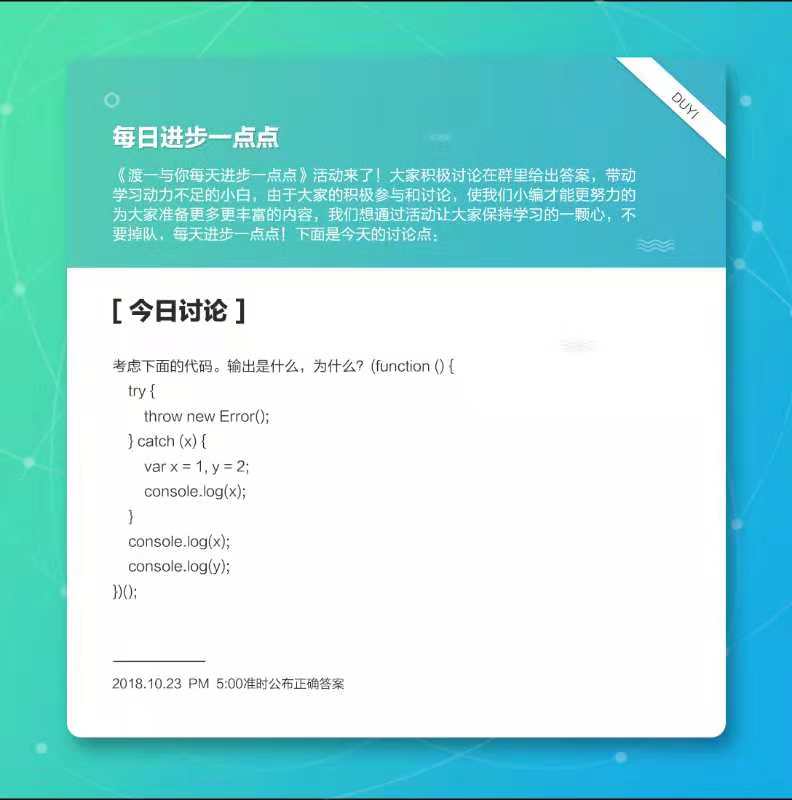 DUYI
每日进步一点点
《渡一与你每天进步一点点》活动来了！大家积极讨论在群里给出答案，带动
学习动力不足的小白，由于大家的积极参与和讨论，使我们小编才能更努力的
为大家准备更多更丰富的内容，我们想通过活动让大家保持学习的一颗心，不
要掉队，每天进步一点点！下面是今天的讨论点：
[ 今日讨论 ]
考虑下面的代码。输出是什么，为什么？(function () {
try {
throw new Error();
} catch (x) {
var x = 1, y = 2;
console.log(x);
}
console.log(x);
console.log(y);
})();
2018.10.23 PM 5:00准时公布正确答案